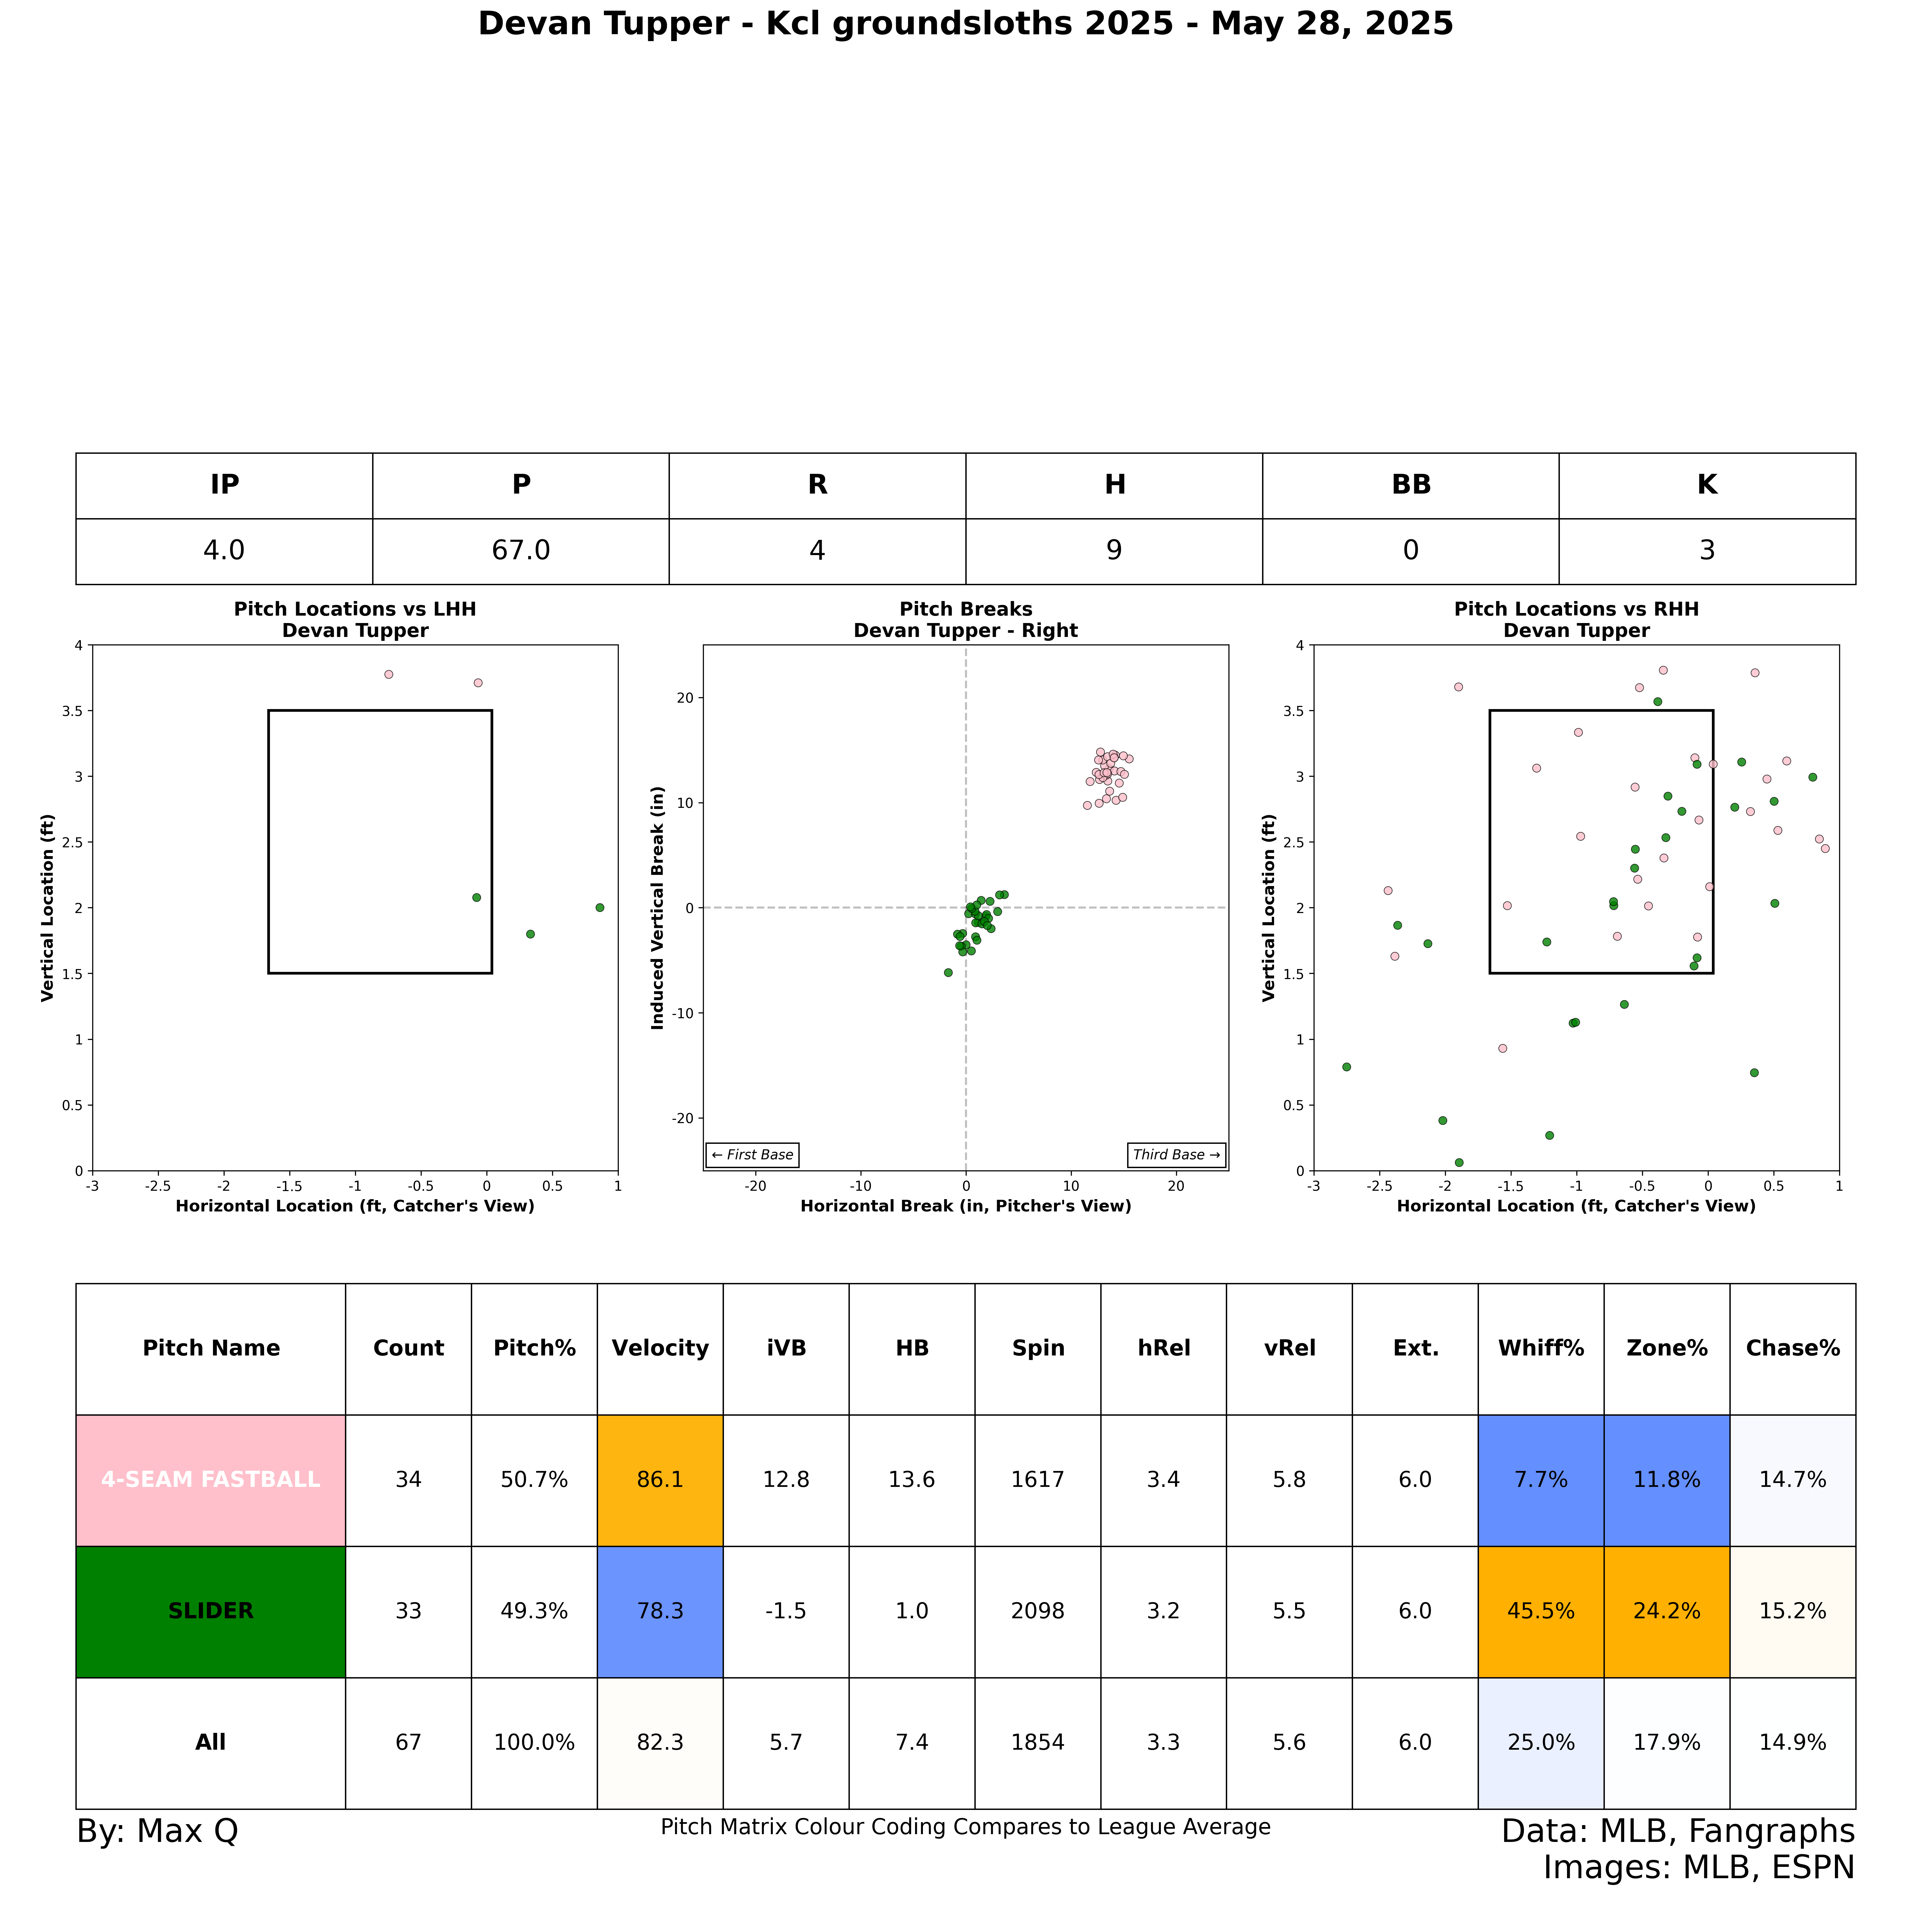 Devan Tupper - Kcl groundsloths 2025 - May 28, 2025
IP P R H BB K
4.0 67.0 4 9 0 3
Pitch Locations vs LHH
Devan Tupper
4
3.5
3
2.5
2
1.5
1
0.5
0
Vertical Location (ft)
-3 -2.5 -2 -1.5 -1 -0.5 0 0.5 1
Horizontal Location (ft, Catcher's View)
Pitch Breaks
Devan Tupper - Right
20
10
0
-10
-20
Induced Vertical Break (in)
← First Base
Third Base →
-20 -10 0 10 20
Horizontal Break (in, Pitcher's View)
Pitch Locations vs RHH
Devan Tupper
4
3.5
3
2.5
2
1.5
1
0.5
0
Vertical Location (ft)
-3 -2.5 -2 -1.5 -1 -0.5 0 0.5 1
Horizontal Location (ft, Catcher's View)
Pitch Name Count Pitch% Velocity iVB HB Spin hRel vRel Ext. Whiff% Zone% Chase%
4-SEAM FASTBALL 34 50.7% 86.1 12.8 13.6 1617 3.4 5.8 6.0 7.7% 11.8% 14.7%
SLIDER 33 49.3% 78.3 -1.5 1.0 2098 3.2 5.5 6.0 45.5% 24.2% 15.2%
All 67 100.0% 82.3 5.7 7.4 1854 3.3 5.6 6.0 25.0% 17.9% 14.9%
By: Max Q
Pitch Matrix Colour Coding Compares to League Average
Data: MLB, Fangraphs
Images: MLB, ESPN